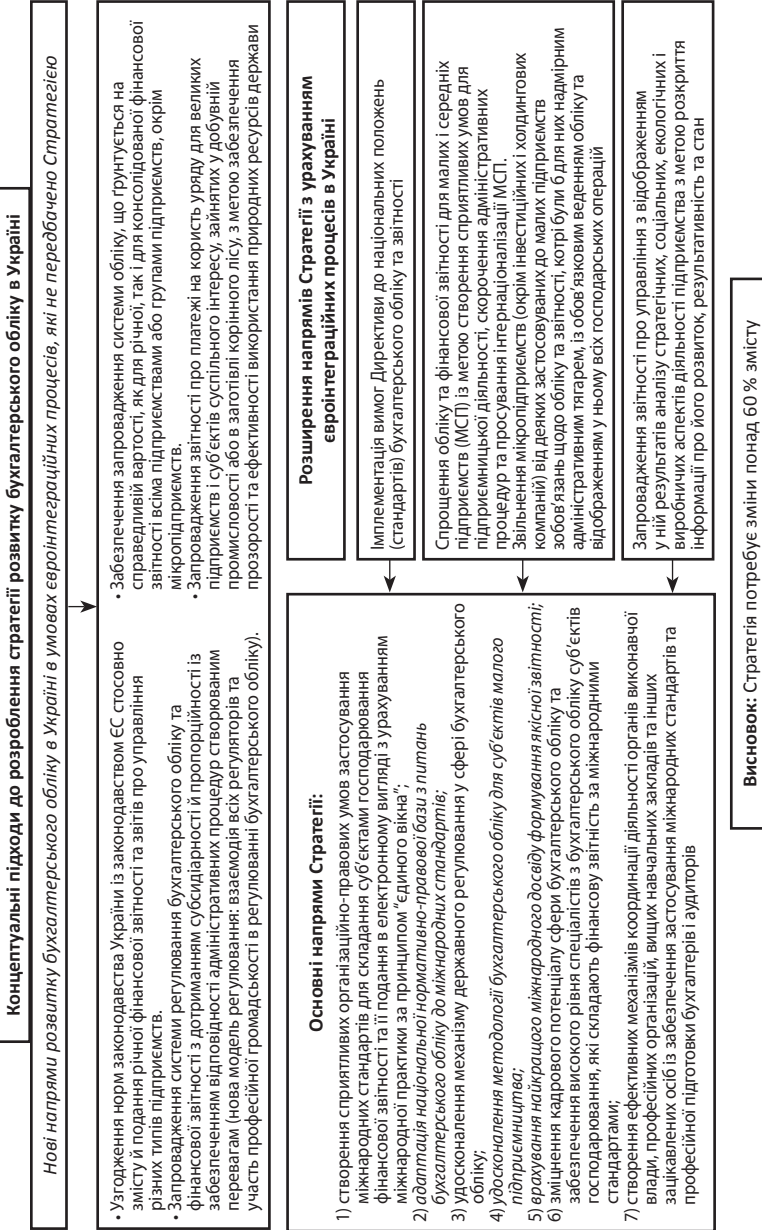 Концептуальні підходи до розроблення стратегії розвитку бухгалтерського обліку в Україні
Нові напрями розвитку бухгалтерського обліку в Україні в умовах євроінтеграційних процесів, які не передбачено Стратегією
• Узгодження норм законодавства України із законодавством ЄС стосовно
змісту й подання річної фінансової звітності та звітів про управління
різних типів підприємств.
• Запровадження системи регулювання бухгалтерського обліку та
фінансової звітності з дотриманням субсидіарності й пропорційності із
забезпеченням відповідності адміністративних процедур створюваним
перевагам (нова модель регулювання: взаємодія всіх регуляторів та
участь професійної громадськості в регулюванні бухгалтерського обліку).
• Забезпечення запровадження системи обліку, що ґрунтується на
справедливій вартості, як для річної, так і для консолідованої фінансової
звітності всіма підприємствами або групами підприємств, окрім
мікропідприємств.
• Запровадження звітності про платежі на користь уряду для великих
підприємств і суб’єктів суспільного інтересу, зайнятих у добувній
промисловості або в заготівлі корінного лісу, з метою забезпечення
прозорості та ефективності використання природних ресурсів держави
Основні напрями Стратегії:
1) створення сприятливих організаційно-правових умов застосування
міжнародних стандартів для складання суб’єктами господарювання
фінансової звітності та її подання в електронному вигляді з урахуванням
міжнародної практики за принципом “єдиного вікна”;
2) адаптація національної нормативно-правової бази з питань
бухгалтерського обліку до міжнародних стандартів;
3) удосконалення механізму державного регулювання у сфері бухгалтерського
обліку;
4) удосконалення методології бухгалтерського обліку для суб’єктів малого
підприємництва;
5) врахування найкращого міжнародного досвіду формування якісної звітності;
6) зміцнення кадрового потенціалу сфери бухгалтерського обліку та
забезпечення високого рівня спеціалістів з бухгалтерського обліку суб’єктів
господарювання, які складають фінансову звітність за міжнародними
стандартами;
7) створення ефективних механізмів координації діяльності органів виконавчої
влади, професійних організацій, вищих навчальних закладів та інших
зацікавлених осіб із забезпечення застосування міжнародних стандартів та
професійної підготовки бухгалтерів і аудиторів
Розширення напрямів Стратегії з урахуванням
євроінтеграційних процесів в Україні
Імплементація вимог Директиви до національних положень
(стандартів) бухгалтерського обліку та звітності
Спрощення обліку та фінансової звітності для малих і середніх
підприємств (МСП) із метою створення сприятливих умов для
підприємницької діяльності, скорочення адміністративних
процедур та просування інтернаціоналізації МСП.
Звільнення мікропідприємств (окрім інвестиційних і холдингових
компаній) від деяких застосовуваних до малих підприємств
зобов’язань щодо обліку та звітності, котрі були б для них надмірним
адміністративним тягарем, із обов’язковим веденням обліку та
відображенням у ньому всіх господарських операцій
Запровадження звітності про управління з відображенням
у ній результатів аналізу стратегічних, соціальних, екологічних і
виробничих аспектів діяльності підприємства з метою розкриття
інформації про його розвиток, результативність та стан
Висновок: Стратегія потребує зміни понад 60 % змісту